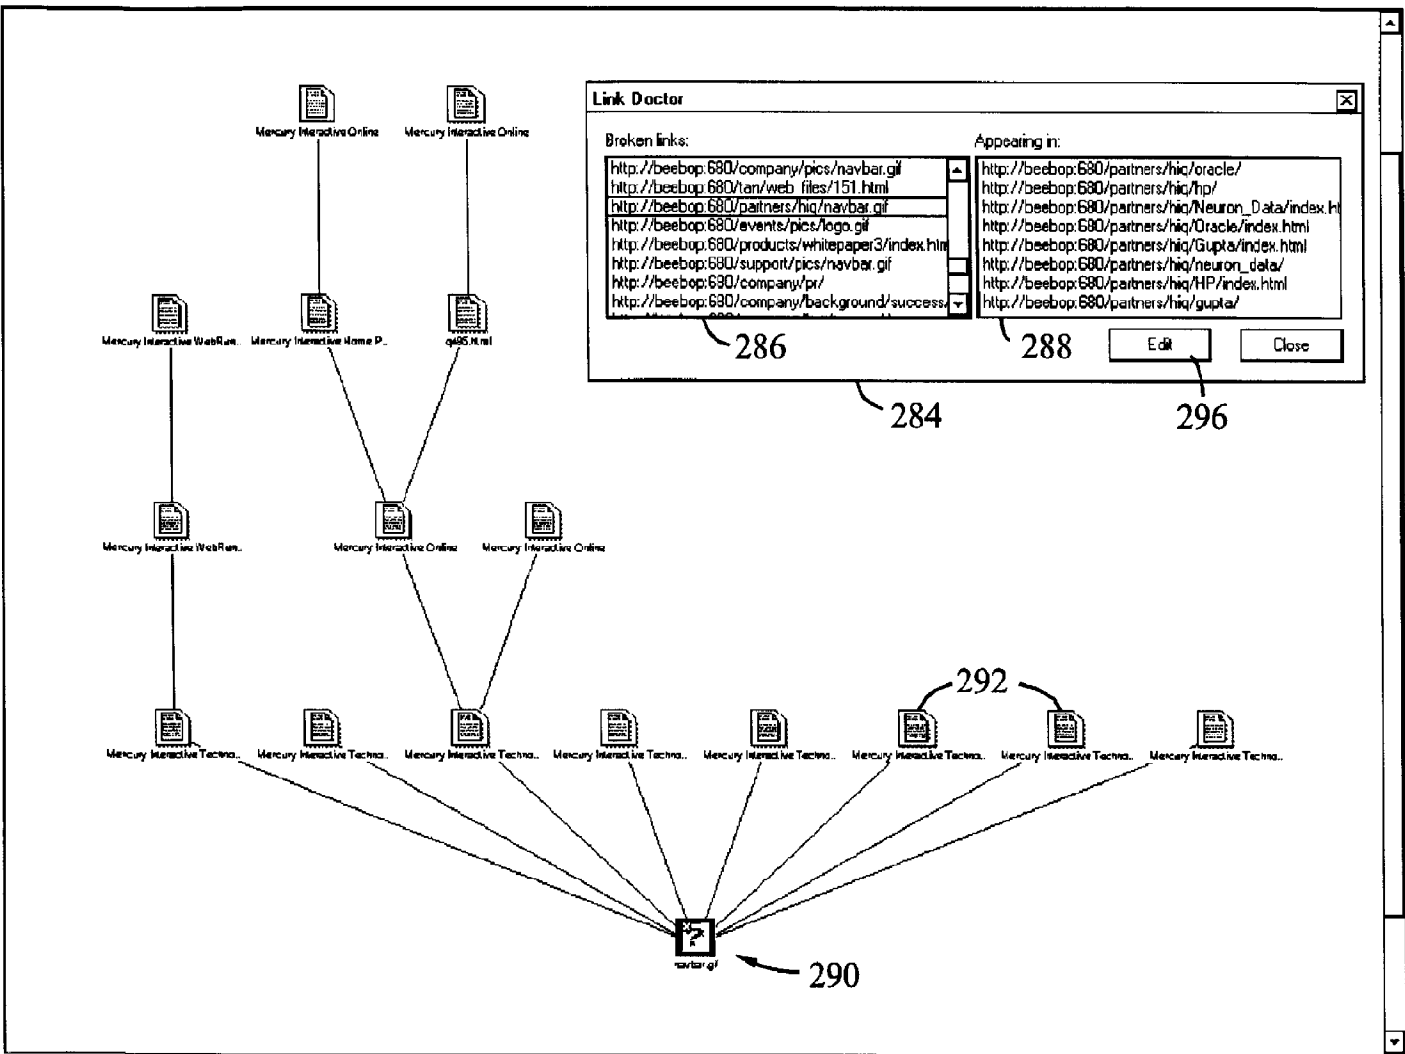 Mercury Interactive Online
Mercury Interactive Online
Link Doctor
Broken links:
http://beebop:680/company/pics/navbar.gif
http://beebop:680/tan/web_files/151.html
http://beebop:680/partners/hiq/navbar.gif
http://beebop:680/events/pics/logo.gif
http://beebop:680/products/whitepaper3/index.htm
http://beebop:680/support/pics/navbar.gif
http://beebop:680/company/pr/
http://beebop:680/company/background/success/
Appearing in:
http://beebop:680/partners/hiq/oracle/
http://beebop:680/partners/hiq/hp/
http://beebop:680/partners/hiq/Neuron_Data/index.ht
http://beebop:680/partners/hiq/Oracle/index.html
http://beebop:680/partners/hiq/Gupta/index.html
http://beebop:680/partners/hiq/neuron_data/
http://beebop:680/partners/hiq/HP/index.html
http://beebop:680/partners/hiq/gupta/
Edit
Close
286
288
284
296
Mercury Interactive WebRun..
Mercury Interactive Home P..
q495.html
Mercury Interactive WebRun..
Mercury Interactive Online
Mercury Interactive Online
292
Mercury Interactive Techno..
Mercury Interactive Techno..
Mercury Interactive Techno..
Mercury Interactive Techno..
Mercury Interactive Techno..
Mercury Interactive Techno..
Mercury Interactive Techno..
Mercury Interactive Techno..
?
navbar.gif
290